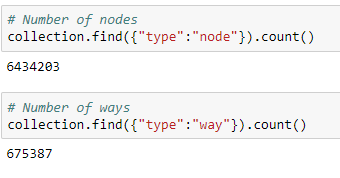 # Number of nodes
collection.find({"type":"node"}).count()
6434203
# Number of ways
collection.find({"type":"way"}).count()
675387